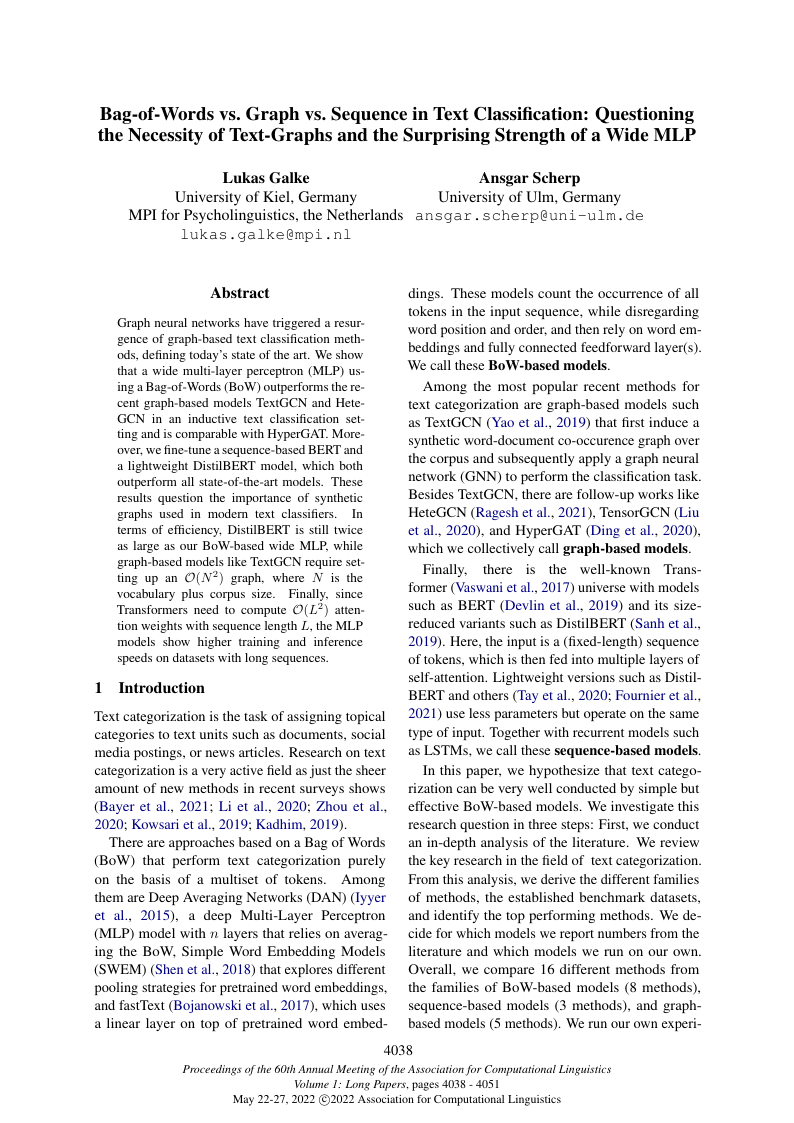 Bag-of-Words vs. Graph vs. Sequence in Text Classification: Questioning
the Necessity of Text-Graphs and the Surprising Strength of a Wide MLP
Lukas Galke
University of Kiel, Germany
MPI for Psycholinguistics, the Netherlands
lukas.galke@mpi.nl
Ansgar Scherp
University of Ulm, Germany
ansgar.scherp@uni-ulm.de
Abstract
Graph neural networks have triggered a resur-
gence of graph-based text classification meth-
ods, defining today's state of the art. We show
that a wide multi-layer perceptron (MLP) us-
ing a Bag-of-Words (BoW) outperforms the re-
cent graph-based models TextGCN and Hete-
GCN in an inductive text classification set-
ting and is comparable with HyperGAT. More-
over, we fine-tune a sequence-based BERT and
a lightweight DistilBERT model, which both
outperform all state-of-the-art models. These
results question the importance of synthetic
graphs used in modern text classifiers. In
terms of efficiency, DistilBERT is still twice
as large as our BoW-based wide MLP, while
graph-based models like TextGCN require set-
ting up an O(N²) graph, where N is the
vocabulary plus corpus size. Finally, since
Transformers need to compute O(L²) atten-
tion weights with sequence length L, the MLP
models show higher training and inference
speeds on datasets with long sequences.
1 Introduction
Text categorization is the task of assigning topical
categories to text units such as documents, social
media postings, or news articles. Research on text
categorization is a very active field as just the sheer
amount of new methods in recent surveys shows
(Bayer et al., 2021; Li et al., 2020; Zhou et al.,
2020; Kowsari et al., 2019; Kadhim, 2019).
There are approaches based on a Bag of Words
(BoW) that perform text categorization purely
on the basis of a multiset of tokens. Among
them are Deep Averaging Networks (DAN) (Iyyer
et al., 2015), a deep Multi-Layer Perceptron
(MLP) model with n layers that relies on averag-
ing the BoW, Simple Word Embedding Models
(SWEM) (Shen et al., 2018) that explores different
pooling strategies for pretrained word embeddings,
and fastText (Bojanowski et al., 2017), which uses
a linear layer on top of pretrained word embed-
dings. These models count the occurrence of all
tokens in the input sequence, while disregarding
word position and order, and then rely on word em-
beddings and fully connected feedforward layer(s).
We call these BoW-based models.
Among the most popular recent methods for
text categorization are graph-based models such
as TextGCN (Yao et al., 2019) that first induce a
synthetic word-document co-occurence graph over
the corpus and subsequently apply a graph neural
network (GNN) to perform the classification task.
Besides TextGCN, there are follow-up works like
HeteGCN (Ragesh et al., 2021), TensorGCN (Liu
et al., 2020), and HyperGAT (Ding et al., 2020),
which we collectively call graph-based models.
Finally, there is the well-known Trans-
former (Vaswani et al., 2017) universe with models
such as BERT (Devlin et al., 2019) and its size-
reduced variants such as DistilBERT (Sanh et al.,
2019). Here, the input is a (fixed-length) sequence
of tokens, which is then fed into multiple layers of
self-attention. Lightweight versions such as Distil-
BERT and others (Tay et al., 2020; Fournier et al.,
2021) use less parameters but operate on the same
type of input. Together with recurrent models such
as LSTMs, we call these sequence-based models.
In this paper, we hypothesize that text catego-
rization can be very well conducted by simple but
effective BoW-based models. We investigate this
research question in three steps: First, we conduct
an in-depth analysis of the literature. We review
the key research in the field of text categorization.
From this analysis, we derive the different families
of methods, the established benchmark datasets,
and identify the top performing methods. We de-
cide for which models we report numbers from the
literature and which models we run on our own.
Overall, we compare 16 different methods from
the families of BoW-based models (8 methods),
sequence-based models (3 methods), and graph-
based models (5 methods). We run our own experi-
4038
Proceedings of the 60th Annual Meeting of the Association for Computational Linguistics
Volume 1: Long Papers, pages 4038 - 4051
May 22-27, 2022 ©2022 Association for Computational Linguistics